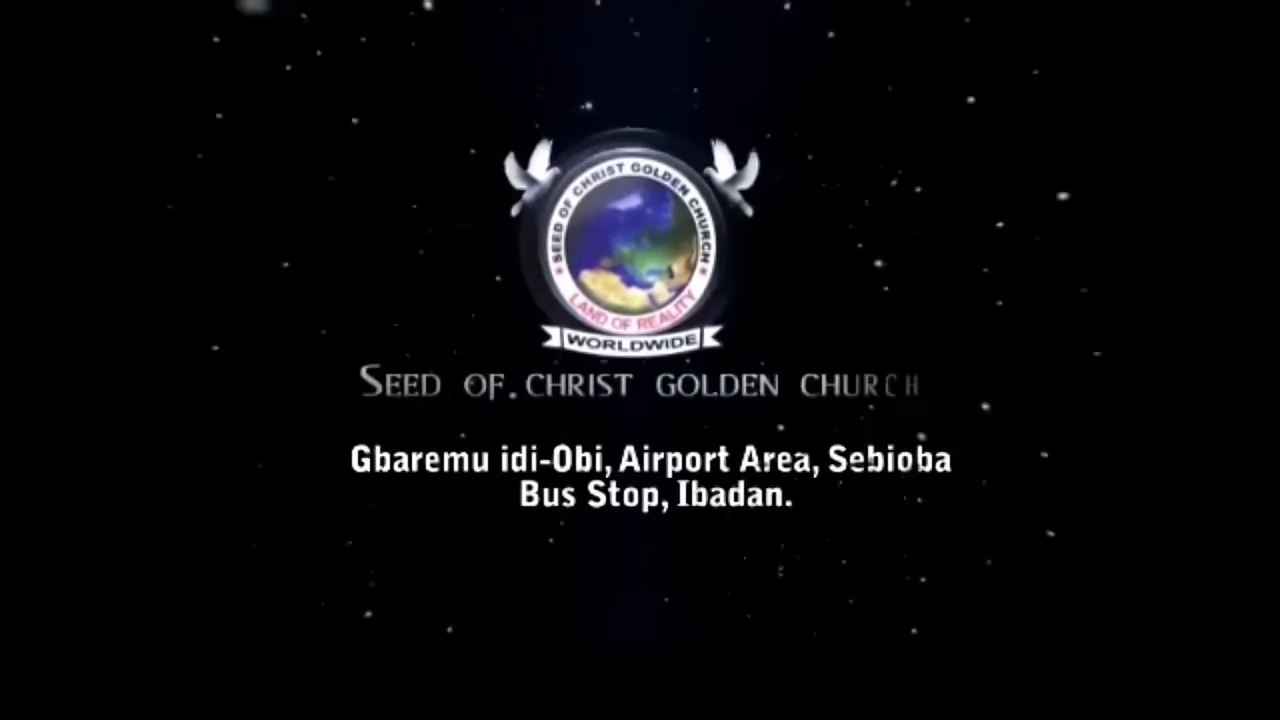 SEED OF CHRIST GOLDEN CHURCH
LAND OF REALITY
WORLDWIDE
SEED OF. CHRIST GOLDEN CHURCH
Gbaremu idi-Obi, Airport Area, Sebioba
Bus Stop, Ibadan.